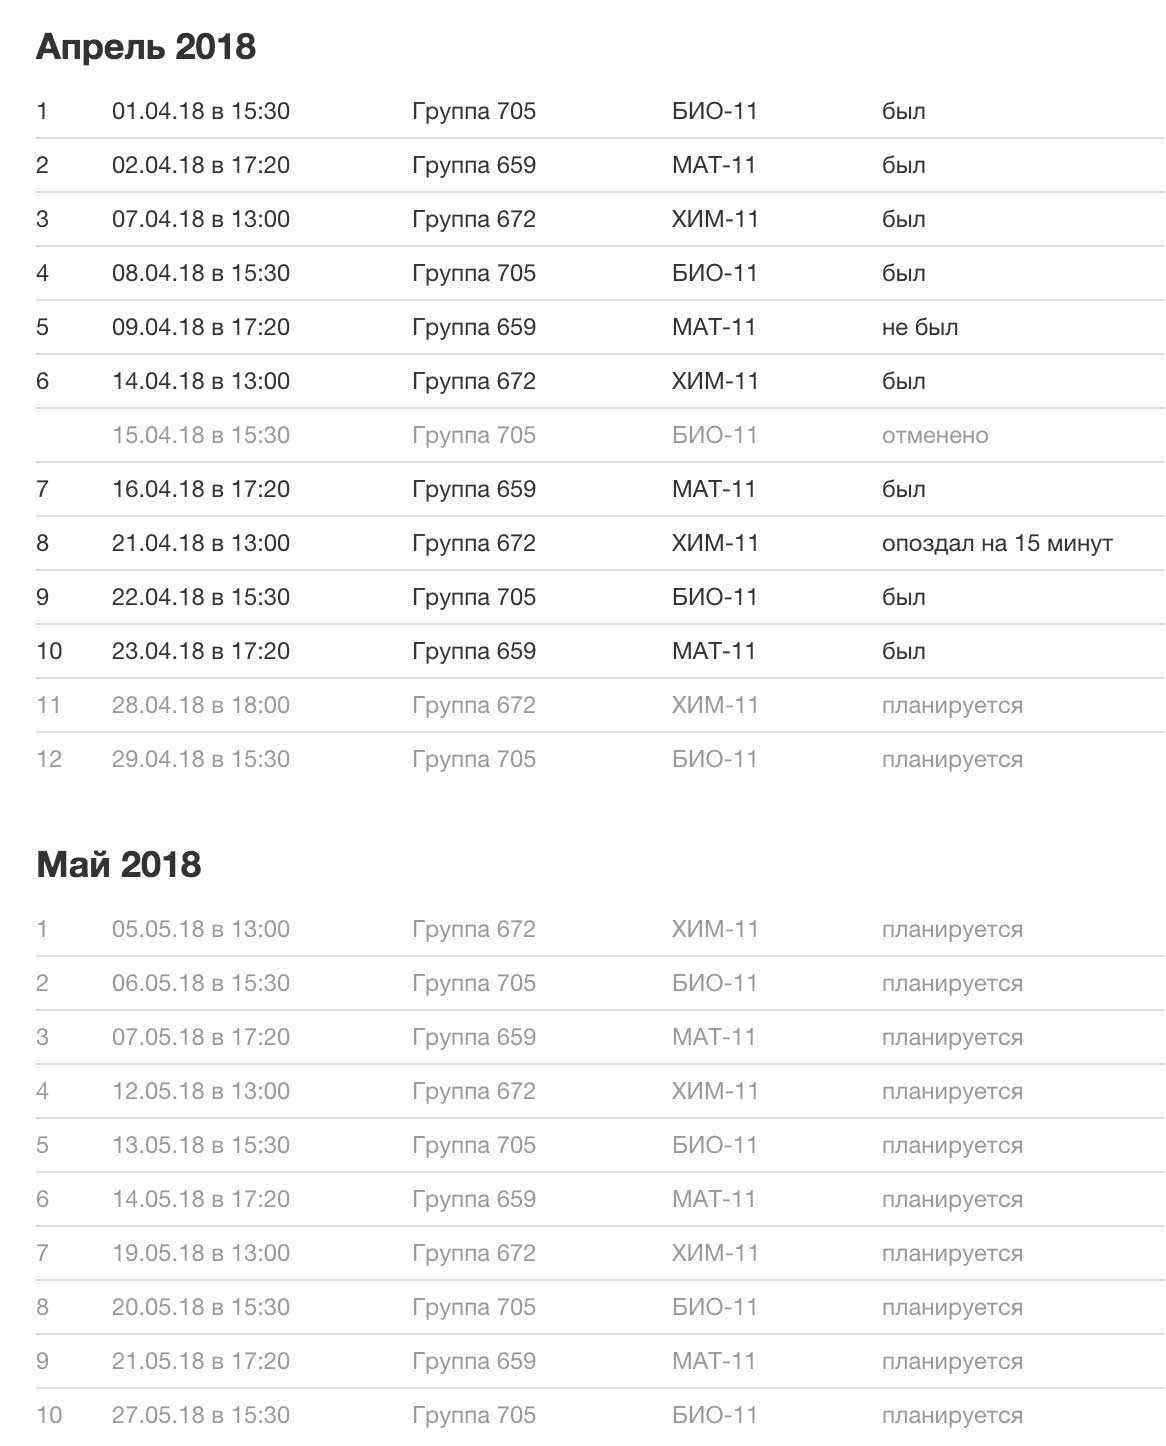 Апрель 2018
1 01.04.18 в 15:30 Группа 705 БИО-11 был
2 02.04.18 в 17:20 Группа 659 МАТ-11 был
3 07.04.18 в 13:00 Группа 672 ХИМ-11 был
4 08.04.18 в 15:30 Группа 705 БИО-11 был
5 09.04.18 в 17:20 Группа 659 МАТ-11 не был
6 14.04.18 в 13:00 Группа 672 ХИМ-11 был
15.04.18 в 15:30 Группа 705 БИО-11 отменено
7 16.04.18 в 17:20 Группа 659 МАТ-11 был
8 21.04.18 в 13:00 Группа 672 ХИМ-11 опоздал на 15 минут
9 22.04.18 в 15:30 Группа 705 БИО-11 был
10 23.04.18 в 17:20 Группа 659 МАТ-11 был
11 28.04.18 в 18:00 Группа 672 ХИМ-11 планируется
12 29.04.18 в 15:30 Группа 705 БИО-11 планируется
Май 2018
1 05.05.18 в 13:00 Группа 672 ХИМ-11 планируется
2 06.05.18 в 15:30 Группа 705 БИО-11 планируется
3 07.05.18 в 17:20 Группа 659 МАТ-11 планируется
4 12.05.18 в 13:00 Группа 672 ХИМ-11 планируется
5 13.05.18 в 15:30 Группа 705 БИО-11 планируется
6 14.05.18 в 17:20 Группа 659 МАТ-11 планируется
7 19.05.18 в 13:00 Группа 672 ХИМ-11 планируется
8 20.05.18 в 15:30 Группа 705 БИО-11 планируется
9 21.05.18 в 17:20 Группа 659 МАТ-11 планируется
10 27.05.18 в 15:30 Группа 705 БИО-11 планируется